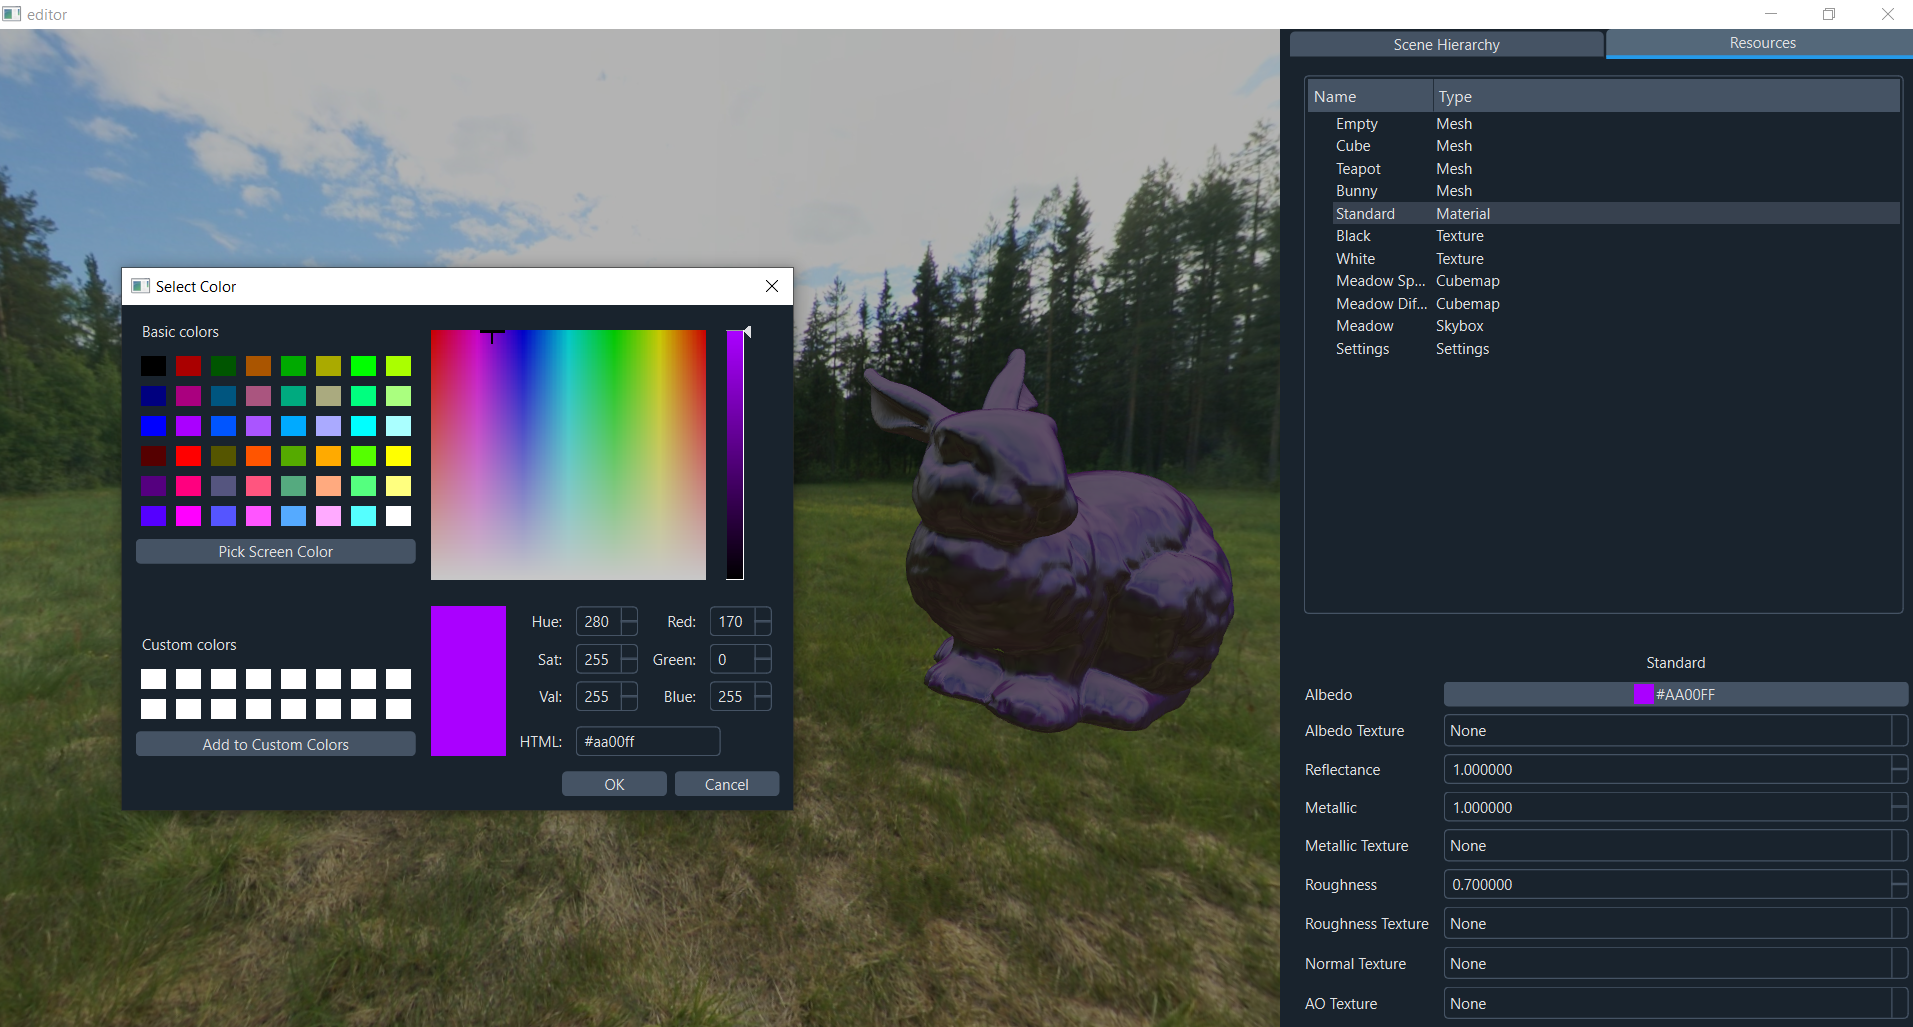 editor
Scene Hierarchy
Resources
Name Type
Empty Mesh
Cube Mesh
Teapot Mesh
Bunny Mesh
Standard Material
Black Texture
White Texture
Meadow Sp... Cubemap
Meadow Dif... Cubemap
Meadow Skybox
Settings Settings
Select Color
Basic colors
Pick Screen Color
Custom colors
Add to Custom Colors
Hue: 280 Red: 170
Sat: 255 Green: 0
Val: 255 Blue: 255
HTML: #aa00ff
OK Cancel
Standard
Albedo #AA00FF
Albedo Texture None
Reflectance 1.000000
Metallic 1.000000
Metallic Texture None
Roughness 0.700000
Roughness Texture None
Normal Texture None
AO Texture None